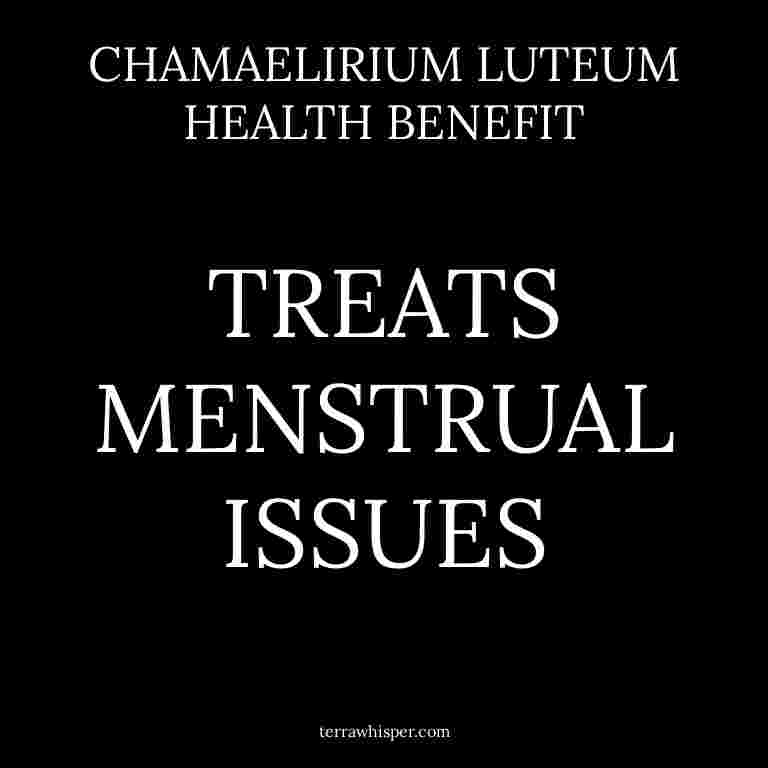 CHAMAELIRIUM LUTEUM
HEALTH BENEFIT
TREATS
MENSTRUAL
ISSUES
terrawhisper.com